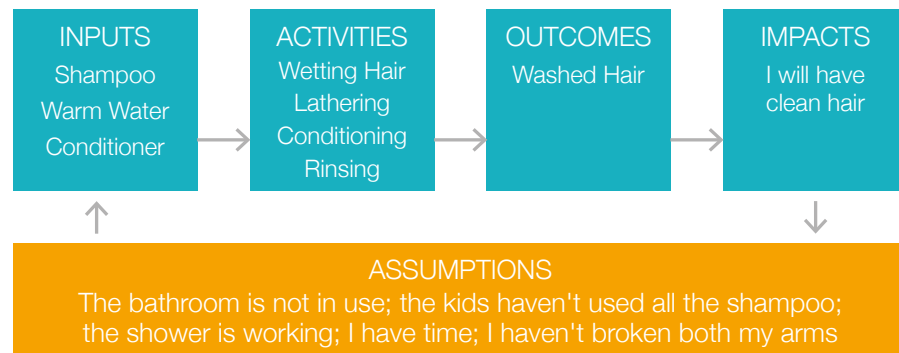 INPUTS
Shampoo
Warm Water
Conditioner
ACTIVITIES
Wetting Hair
Lathering
Conditioning
Rinsing
OUTCOMES
Washed Hair
IMPACTS
I will have
clean hair
ASSUMPTIONS
The bathroom is not in use; the kids haven't used all the shampoo;
the shower is working; I have time; I haven't broken both my arms